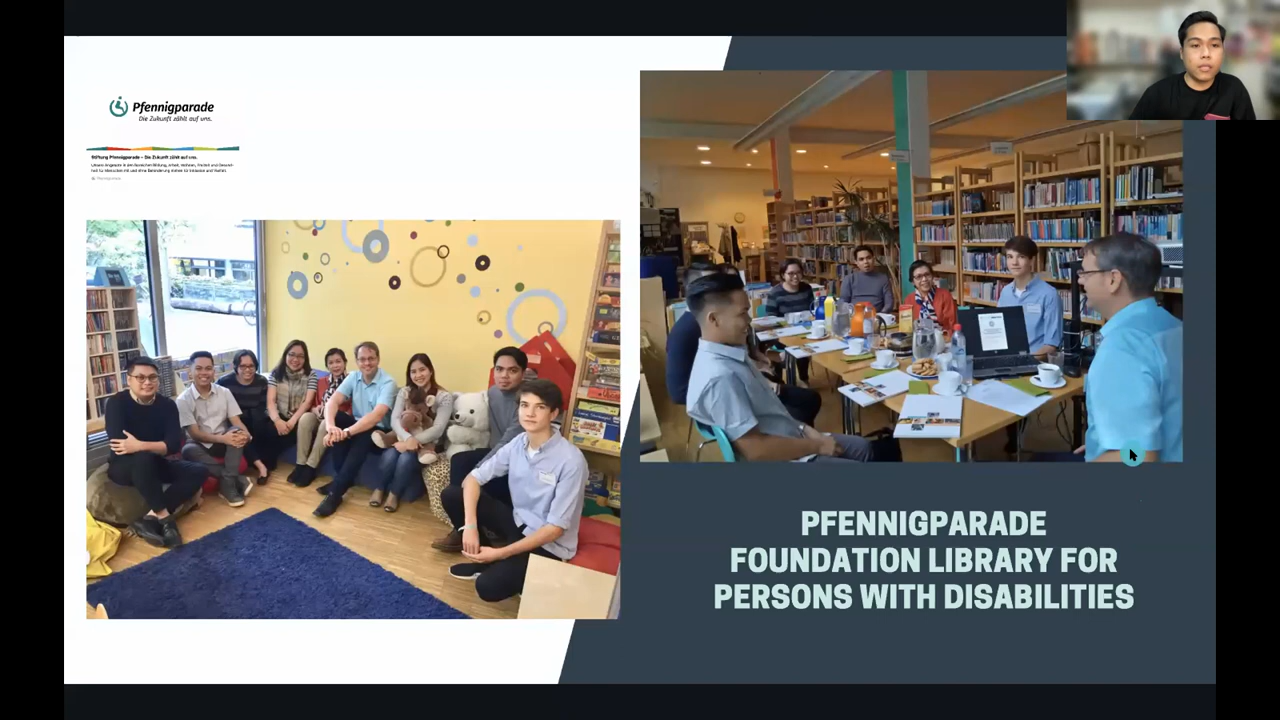 Pfennigparade
Die Zukunft zählt auf uns.
Stiftung Pfennigparade – Die Zukunft zählt auf uns.
PFENNIGPARADE
FOUNDATION LIBRARY FOR
PERSONS WITH DISABILITIES